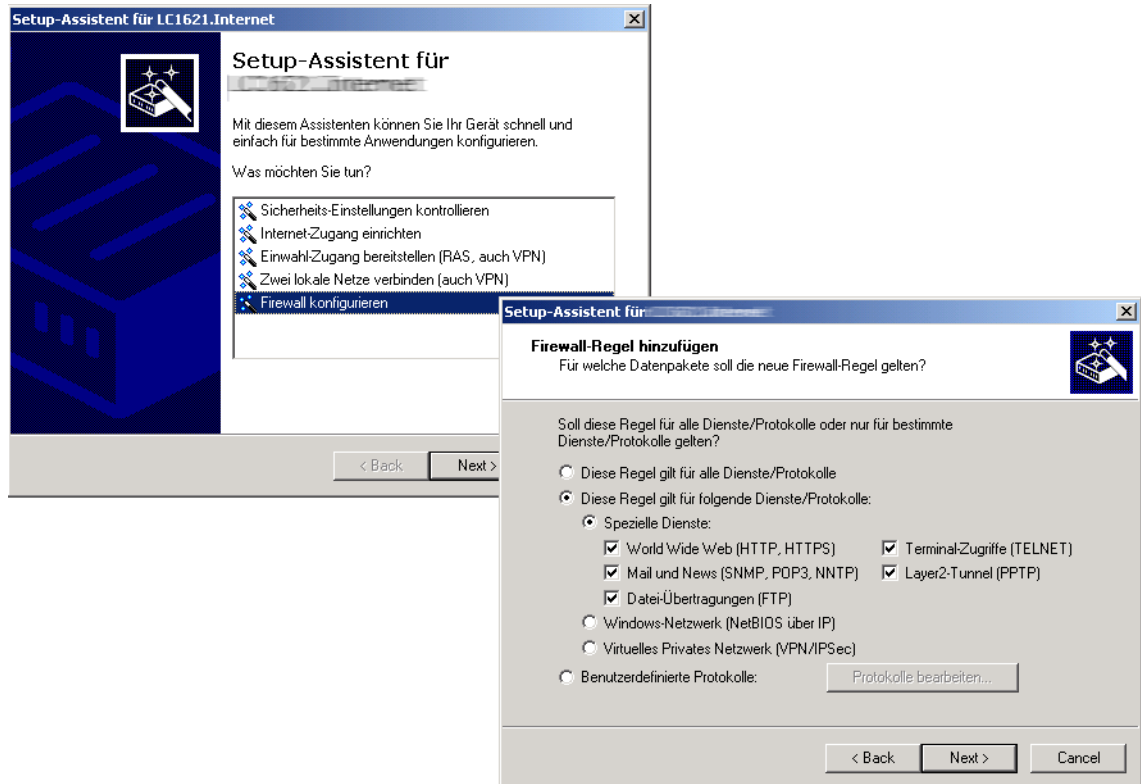 Setup-Assistent für LC1621.Internet
Setup-Assistent für
Mit diesem Assistenten können Sie Ihr Gerät schnell und
einfach für bestimmte Anwendungen konfigurieren.
Was möchten Sie tun?
Sicherheits-Einstellungen kontrollieren
Internet-Zugang einrichten
Einwahl-Zugang bereitstellen (RAS, auch VPN)
Zwei lokale Netze verbinden (auch VPN)
Firewall konfigurieren
< Back
Next >
Setup-Assistent für
Firewall-Regel hinzufügen
Für welche Datenpakete soll die neue Firewall-Regel gelten?
Soll diese Regel für alle Dienste/Protokolle oder nur für bestimmte
Dienste/Protokolle gelten?
Diese Regel gilt für alle Dienste/Protokolle
Diese Regel gilt für folgende Dienste/Protokolle:
Spezielle Dienste:
World Wide Web (HTTP, HTTPS)
Terminal-Zugriffe (TELNET)
Mail und News (SNMP, POP3, NNTP)
Layer2-Tunnel (PPTP)
Datei-Übertragungen (FTP)
Windows-Netzwerk (NetBIOS über IP)
Virtuelles Privates Netzwerk (VPN/IPSec)
Benutzerdefinierte Protokolle:
Protokolle bearbeiten...
< Back
Next >
Cancel